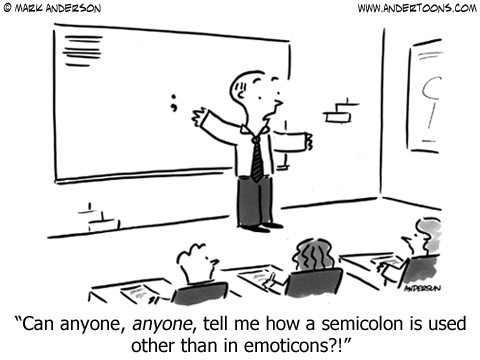 © MARK ANDERSON
WWW.ANDERTOONS.COM
;
ANDERSON
“Can anyone, anyone, tell me how a semicolon is used
other than in emoticons?!”